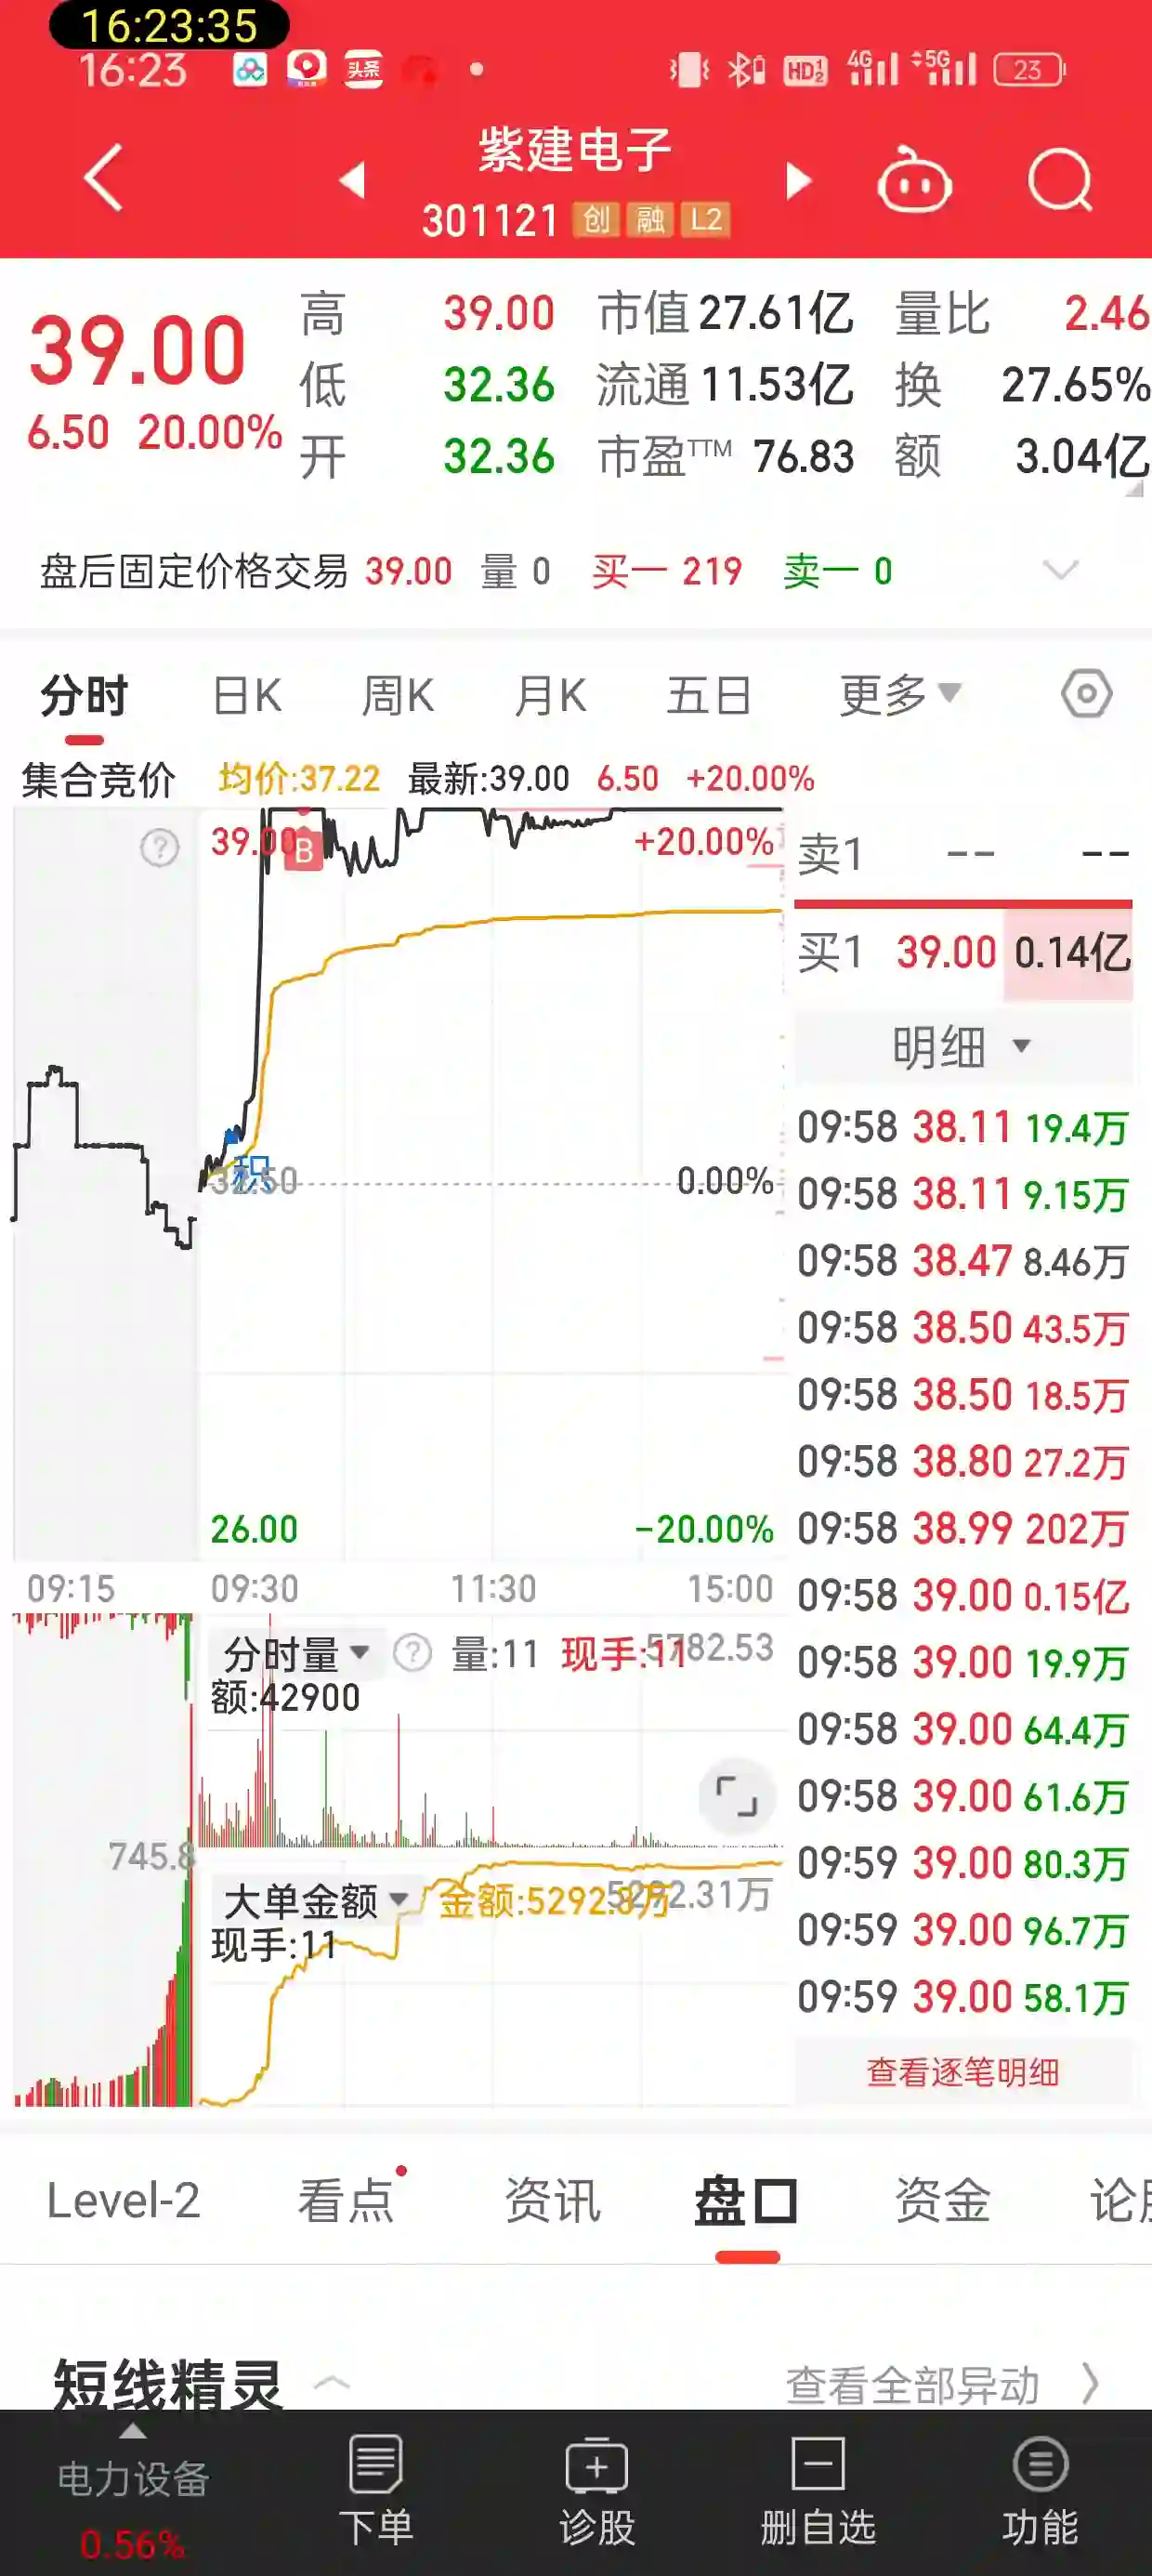 16:23:35
16:23 头条 HD 1 2 4G 5G 23
紫建电子
301121 创 融 L2
39.00
6.50 20.00%
高 39.00 市值 27.61亿 量比 2.46
低 32.36 流通 11.53亿 换 27.65%
开 32.36 市盈TTM 76.83 额 3.04亿
盘后固定价格交易 39.00 量 0 买一 219 卖一 0
分时 日K 周K 月K 五日 更多
集合竞价 均价:37.22 最新:39.00 6.50 +20.00%
39.00 B +20.00%
积 32.50 0.00%
26.00 -20.00%
09:15 09:30 11:30 15:00
卖1 -- --
买1 39.00 0.14亿
明细
09:58 38.11 19.4万
09:58 38.11 9.15万
09:58 38.47 8.46万
09:58 38.50 43.5万
09:58 38.50 18.5万
09:58 38.80 27.2万
09:58 38.99 202万
09:58 39.00 0.15亿
09:58 39.00 19.9万
09:58 39.00 64.4万
09:58 39.00 61.6万
09:59 39.00 80.3万
09:59 39.00 96.7万
09:59 39.00 58.1万
查看逐笔明细
分时量 量:11 现手:11 5782.53
额:42900
745.8
大单金额 金额:5292.3万 5292.31万
现手:11
Level-2 看点 资讯 盘口 资金 论
短线精灵 查看全部异动
电力设备
0.56%
下单 诊股 删自选 功能